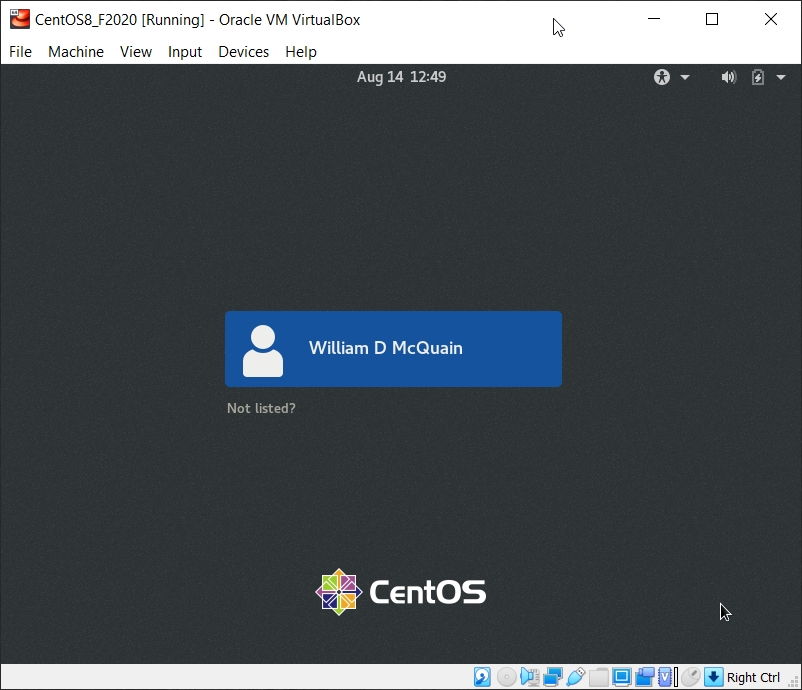 CentOS8_F2020 [Running] - Oracle VM VirtualBox
File Machine View Input Devices Help
Aug 14 12:49
William D McQuain
Not listed?
CentOS
Right Ctrl